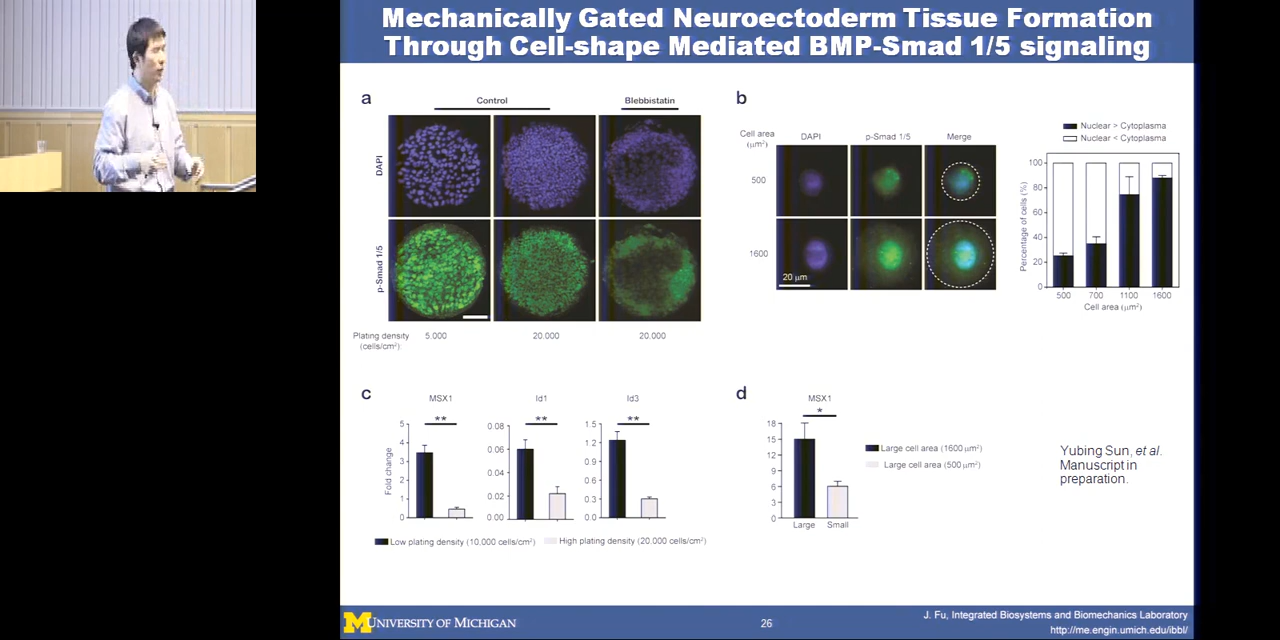 Mechanically Gated Neuroectoderm Tissue Formation
Through Cell-shape Mediated BMP-Smad 1/5 signaling
a
Control
Blebbistatin
DAPI
p-Smad 1/5
Plating density
(cells/cm²):
5.000
20.000
20.000
b
Cell area
(μm²)
DAPI
p-Smad 1/5
Merge
500
1600
20 μm
Nuclear > Cytoplasma
Nuclear < Cytoplasma
Percentage of cells (%)
100
80
60
40
20
0
500
700
1100
1600
Cell area (μm²)
c
MSX1
**
Fold change
5
4
3
2
1
0
Id1
**
0.08
0.06
0.04
0.02
0.00
Id3
**
1.5
1.2
0.9
0.6
0.3
0.0
Low plating density (10,000 cells/cm²)
High plating density (20.000 cells/cm²)
d
MSX1
*
18
15
12
9
6
3
0
Large
Small
Large cell area (1600 μm²)
Large cell area (500 μm²)
Yubing Sun, et al.
Manuscript in
preparation.
M UNIVERSITY OF MICHIGAN
26
J. Fu, Integrated Biosystems and Biomechanics Laboratory
http://me.engin.umich.edu/ibbl/